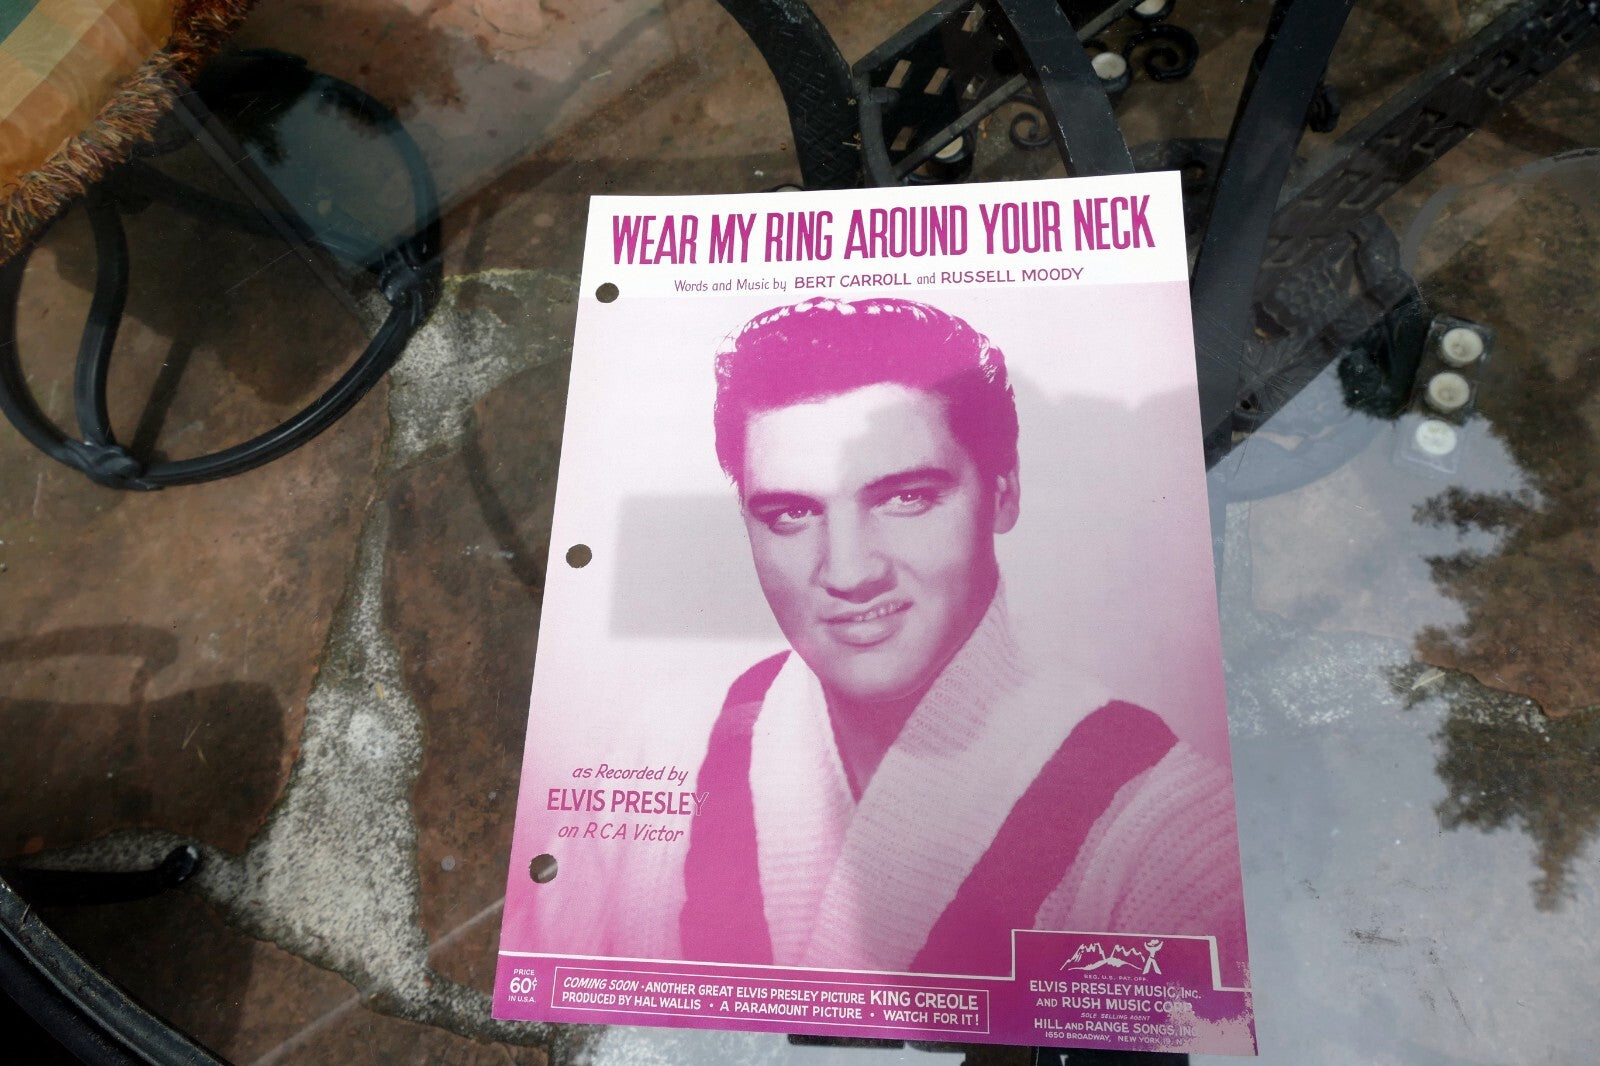 WEAR MY RING AROUND YOUR NECK
Words and Music by BERT CARROLL and RUSSELL MOODY
as Recorded by
ELVIS PRESLEY
on RCA Victor
PRICE
60¢
IN U.S.A.
COMING SOON · ANOTHER GREAT ELVIS PRESLEY PICTURE KING CREOLE
PRODUCED BY HAL WALLIS · A PARAMOUNT PICTURE · WATCH FOR IT!
REG. U.S. PAT. OFF.
ELVIS PRESLEY MUSIC, INC.
AND RUSH MUSIC CORP.
SOLE SELLING AGENT
HILL AND RANGE SONGS, INC
1650 BROADWAY, NEW YORK 19, N.Y.